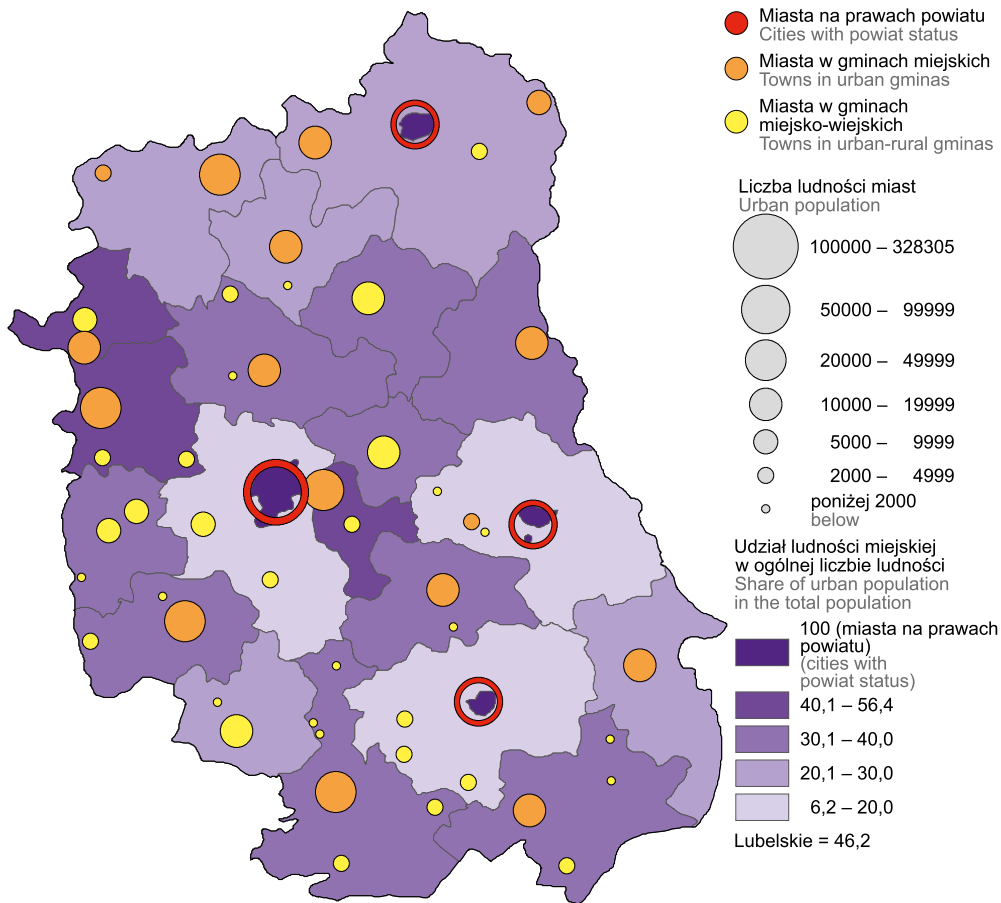 Miasta na prawach powiatu
Cities with powiat status
Miasta w gminach miejskich
Towns in urban gminas
Miasta w gminach
miejsko-wiejskich
Towns in urban-rural gminas
Liczba ludności miast
Urban population
100000 – 328305
50000 – 99999
20000 – 49999
10000 – 19999
5000 – 9999
2000 – 4999
poniżej 2000
below
Udział ludności miejskiej
w ogólnej liczbie ludności
Share of urban population
in the total population
100 (miasta na prawach
powiatu)
(cities with
powiat status)
40,1 – 56,4
30,1 – 40,0
20,1 – 30,0
6,2 – 20,0
Lubelskie = 46,2